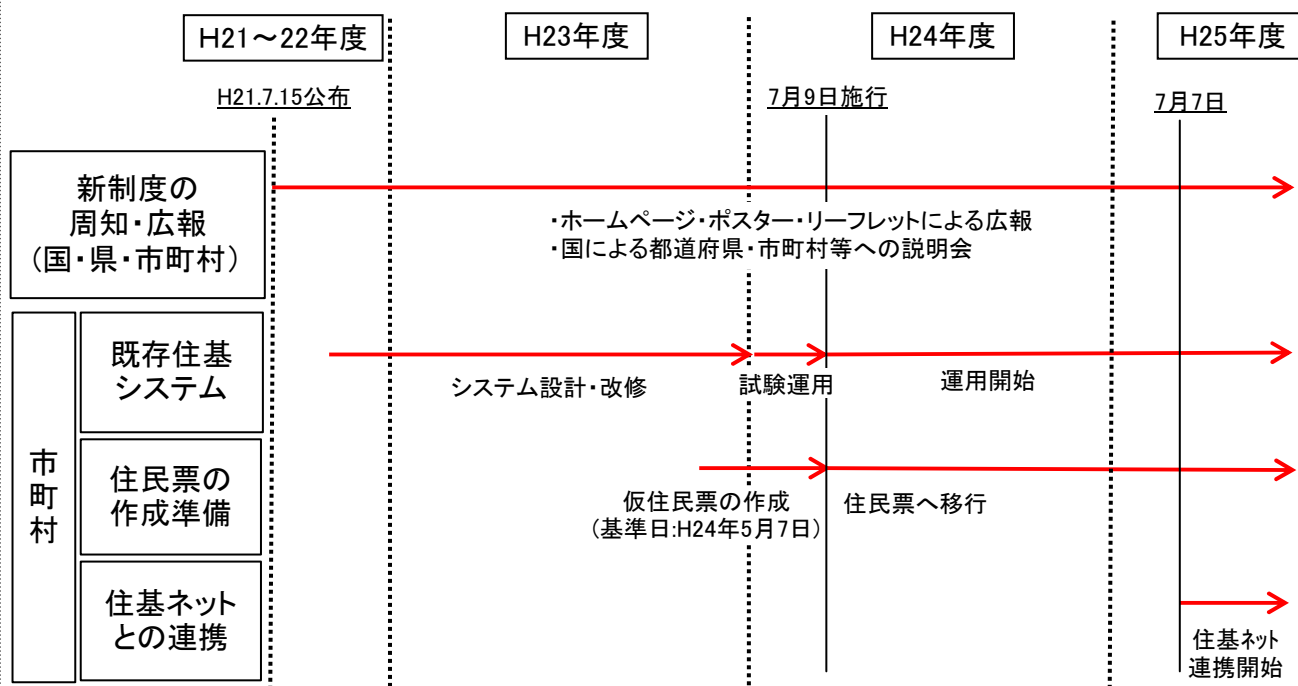 H21～22年度
H23年度
H24年度
H25年度
H21.7.15公布
7月9日施行
7月7日
新制度の
周知・広報
（国・県・市町村）
・ホームページ・ポスター・リーフレットによる広報
・国による都道府県・市町村等への説明会
市町村
既存住基
システム
システム設計・改修
試験運用
運用開始
住民票の
作成準備
仮住民票の作成
（基準日:H24年5月7日）
住民票へ移行
住基ネット
との連携
住基ネット
連携開始